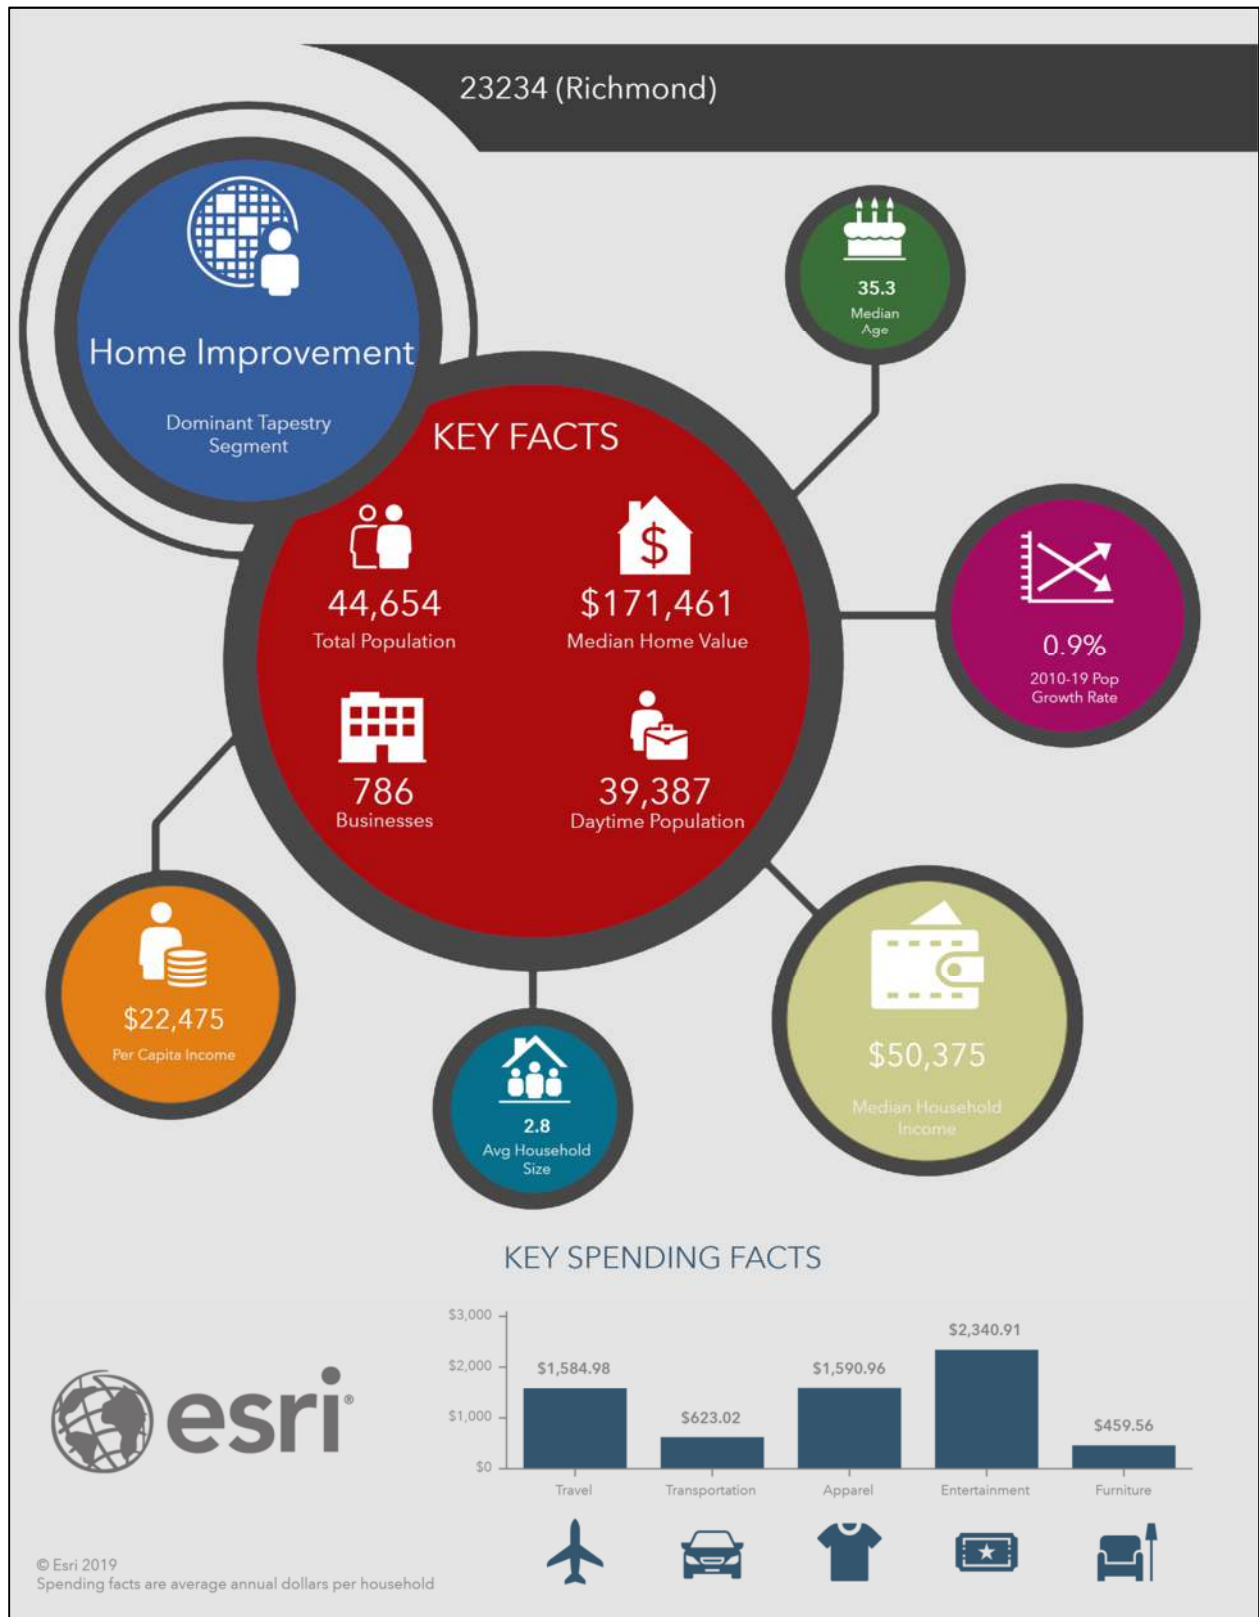 23234 (Richmond)
Home Improvement
Dominant Tapestry
Segment
35.3
Median
Age
KEY FACTS
44,654
Total Population
$171,461
Median Home Value
786
Businesses
39,387
Daytime Population
0.9%
2010-19 Pop
Growth Rate
$22,475
Per Capita Income
2.8
Avg Household
Size
$50,375
Median Household
Income
KEY SPENDING FACTS
$3,000
$2,000
$1,000
$0
$1,584.98
$623.02
$1,590.96
$2,340.91
$459.56
Travel
Transportation
Apparel
Entertainment
Furniture
esri®
© Esri 2019
Spending facts are average annual dollars per household